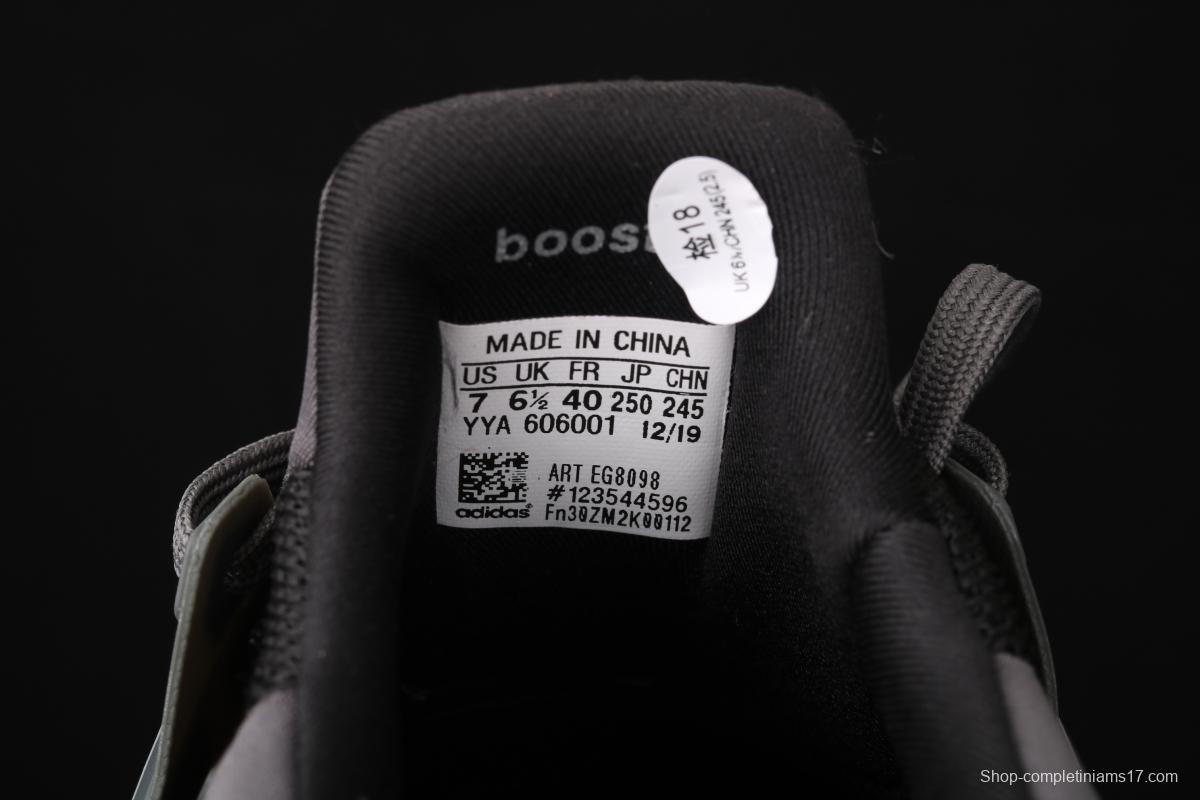 boost
检18
UK 6½/CHN 245(2.5)
MADE IN CHINA
US UK FR JP CHN
7 6½ 40 250 245
YYA 606001 12/19
ART EG8098
#123544596
adidas® Fn30ZM2K00112
Shop-completiniams17.com